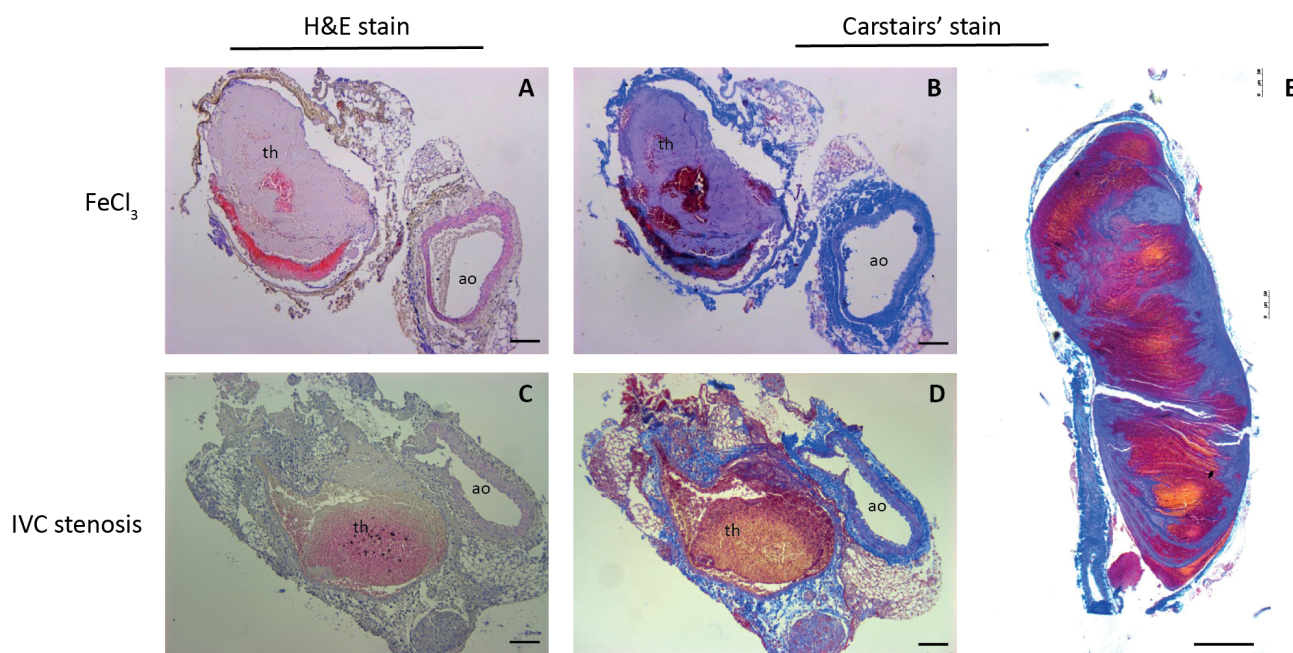 H&E stain
Carstairs' stain
FeCl3
IVC stenosis
A
th
ao
B
th
ao
C
th
ao
D
th
ao
E